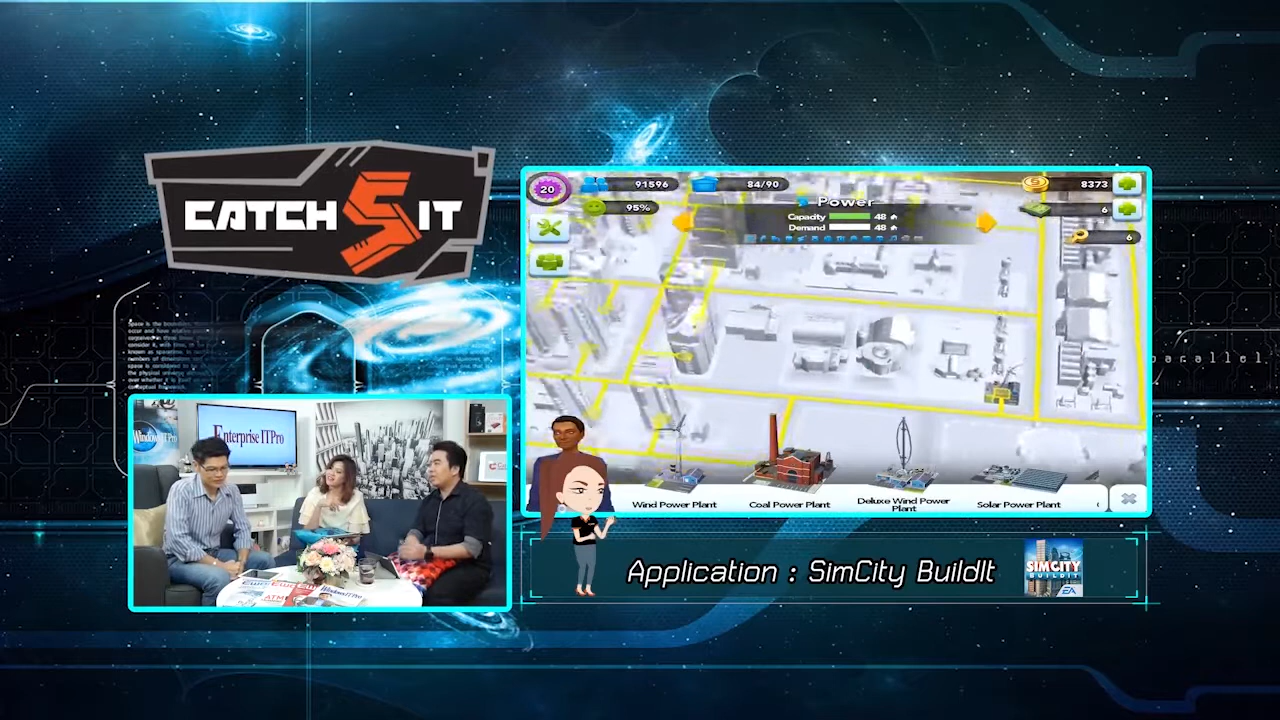 CATCH 5 IT
20
91596
84/90
8373
95%
6
6
Power
Capacity 48
Demand 48
Wind Power Plant
Coal Power Plant
Deluxe Wind Power
Plant
Solar Power Plant
parallel.
Enterprise ITPro
Windows ITPro
Application : SimCity BuildIt
SIMCITY
BUILDIT
EA